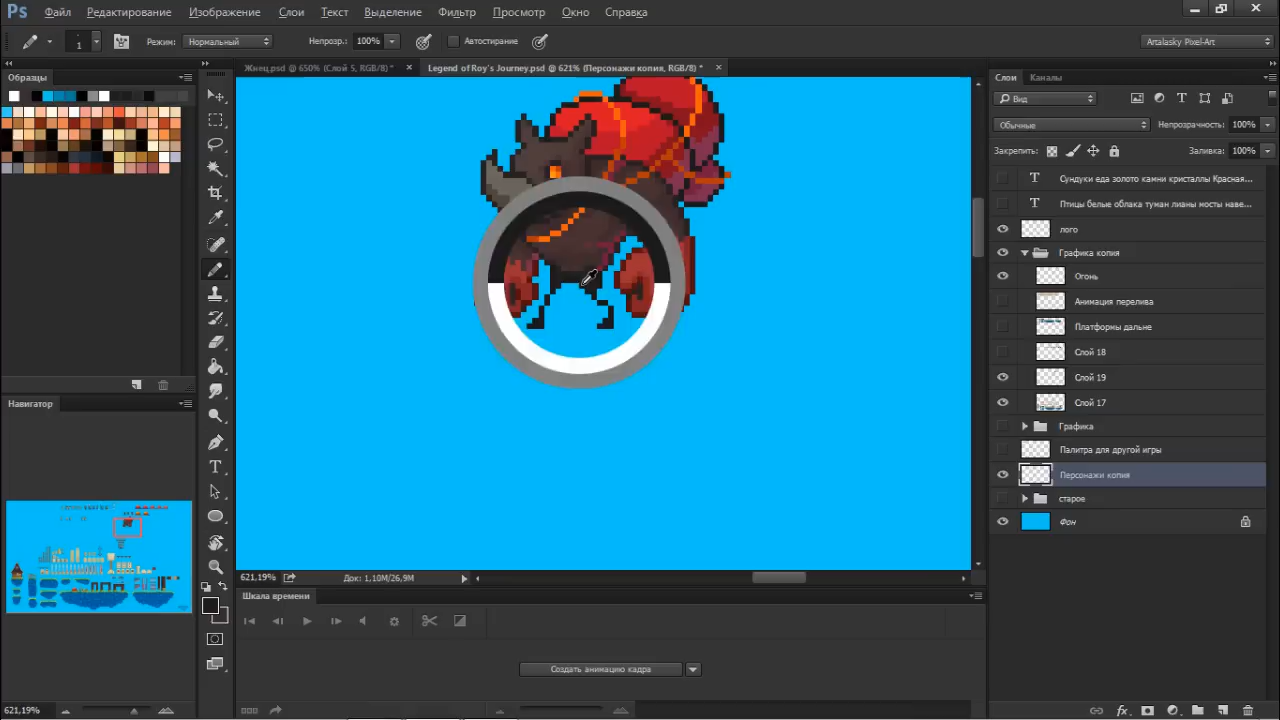 Ps Файл Редактирование Изображение Слои Текст Выделение Фильтр Просмотр Окно Справка
1 Режим: Нормальный Непрозр.: 100% Автостирание Artalasky Pixel-Art
Образцы
Жнец.psd @ 650% (Слой 5, RGB/8) * × Legend of Roy's Journey.psd @ 621% (Персонажи копия, RGB/8) * ×
Слои Каналы
Вид
Обычные Непрозрачность: 100%
Закрепить: Заливка: 100%
T Сундуки еда золото камни кристалы Красная...
T Птицы белые облака туман лианы мосты наве...
лого
Графика копия
Огонь
Анимация перелива
Платформы дальне
Слой 18
Слой 19
Слой 17
Графика
Палитра для другой игры
Персонажи копия
старое
Фон
Навигатор
621,19% Док: 1,10M/26,9M
Шкала времени
Создать анимацию кадра
621,19%
fx